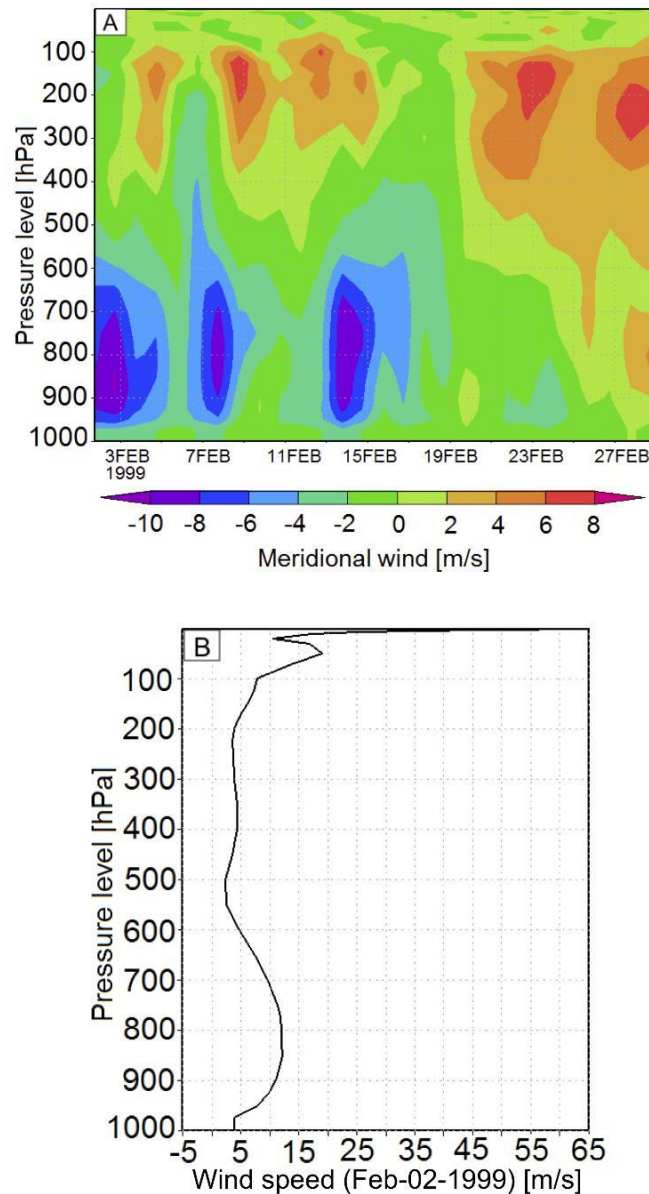 A
Pressure level [hPa]
100
200
300
400
500
600
700
800
900
1000
3FEB 7FEB 11FEB 15FEB 19FEB 23FEB 27FEB
1999
-10 -8 -6 -4 -2 0 2 4 6 8
Meridional wind [m/s]
B
Pressure level [hPa]
100
200
300
400
500
600
700
800
900
1000
-5 5 15 25 35 45 55 65
Wind speed (Feb-02-1999) [m/s]